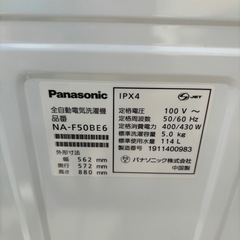 Panasonic
全自動電気洗濯機
NA-F50BE6
外形寸法
幅 562 mm
奥行 572 mm
高さ 880 mm
IPX4
JET
定格電圧 100 V~
定格周波数 50/60 Hz
定格消費電力 400/430 W
標準洗濯容量 5.0 kg
標準使用水量 114 L
製造番号 1911400983
パナソニック株式会社
中国製